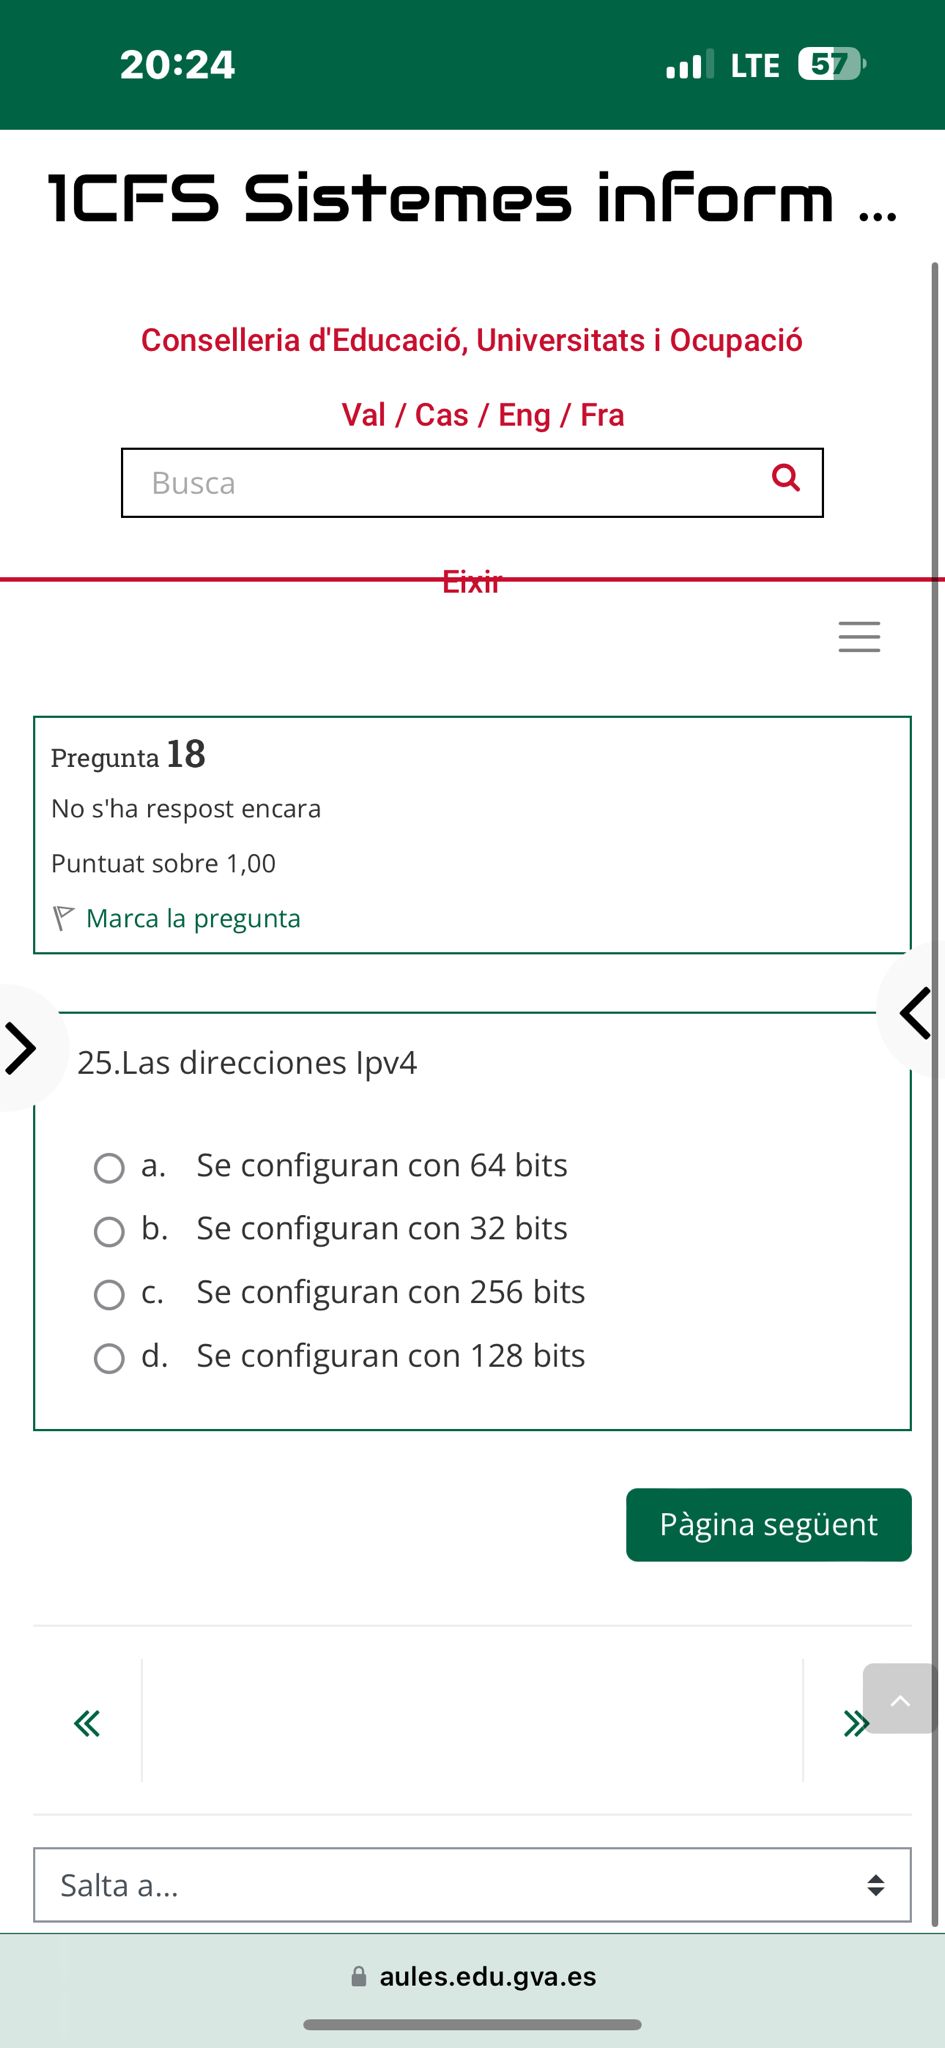 20:24
LTE
57
1CFS Sistemes inform ...
Conselleria d'Educació, Universitats i Ocupació
Val / Cas / Eng / Fra
Busca
Eixir
Pregunta 18
No s'ha respost encara
Puntuat sobre 1,00
Marca la pregunta
25.Las direcciones Ipv4
a. Se configuran con 64 bits
b. Se configuran con 32 bits
c. Se configuran con 256 bits
d. Se configuran con 128 bits
Pàgina següent
Salta a...
aules.edu.gva.es